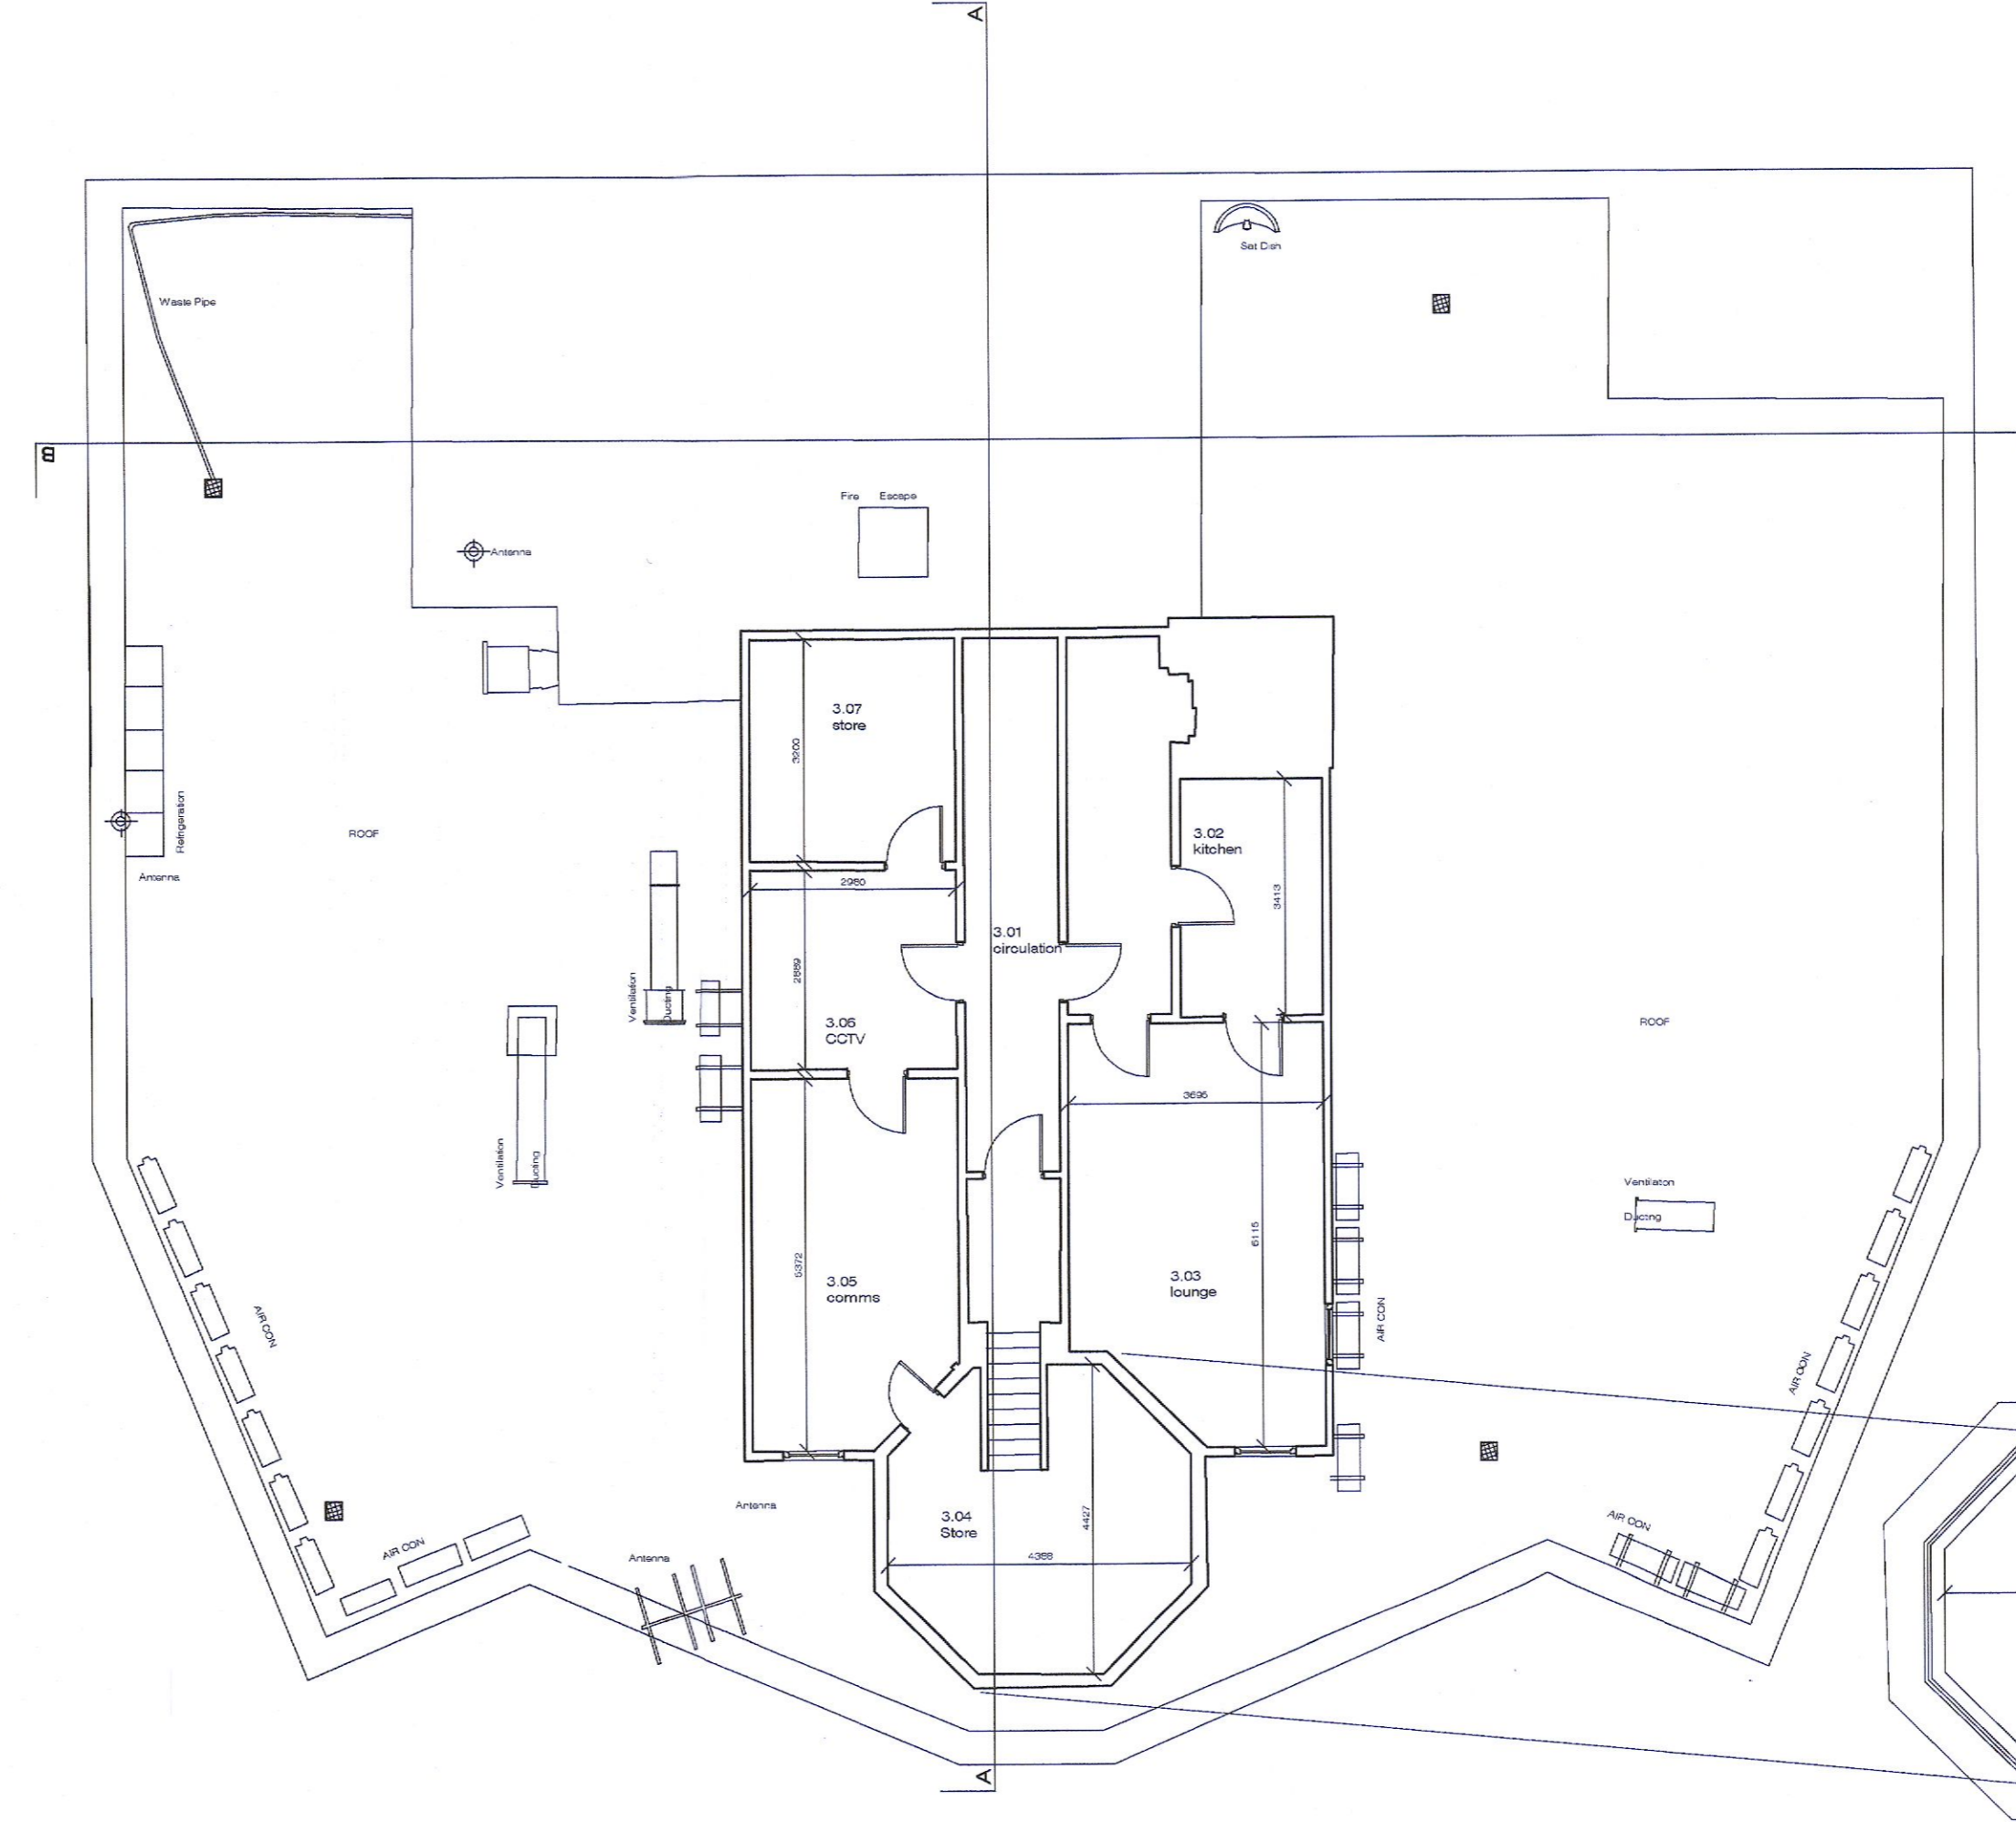 A
Sat Dish
Waste Pipe
B
Fire Escape
Antenna
3.07
store
3200
Refrigeration
ROOF
3.02
kitchen
Antenna
2980
3413
3.01
circulation
2889
Ventilation
Ducting
3.06
CCTV
ROOF
3695
Ventilation
Ducting
Ventilation
Ducting
6115
5372
3.05
comms
3.03
lounge
AIR CON
AIR CON
AIR CON
Antenna
3.04
Store
4427
AIR CON
AIR CON
Antenna
4388
A